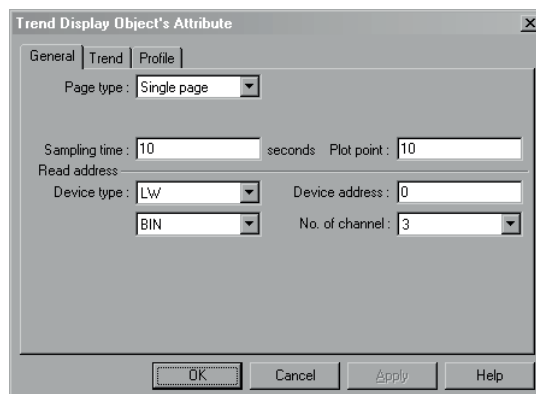 Trend Display Object's Attribute
General Trend Profile
Page type : Single page
Sampling time : 10 seconds Plot point : 10
Read address
Device type : LW Device address : 0
BIN No. of channel : 3
OK Cancel Apply Help